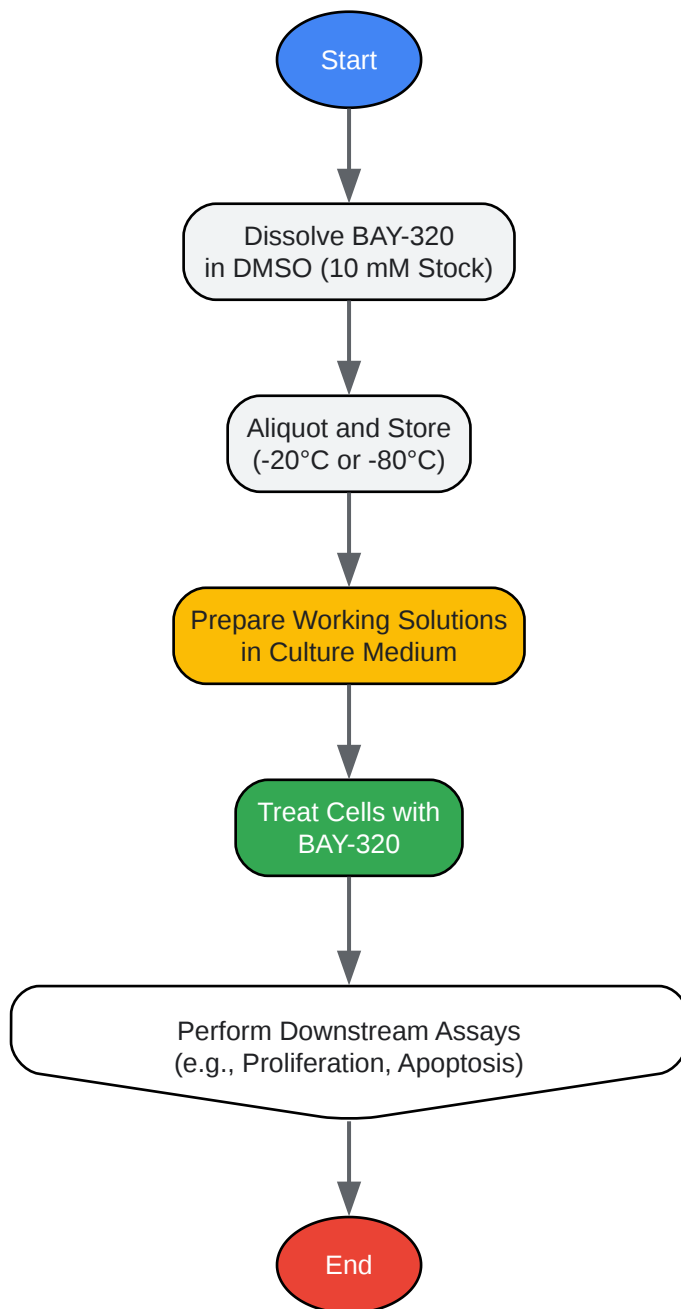 Start
Dissolve BAY-320
in DMSO (10 mM Stock)
Aliquot and Store
(-20°C or -80°C)
Prepare Working Solutions
in Culture Medium
Treat Cells with
BAY-320
Perform Downstream Assays
(e.g., Proliferation, Apoptosis)
End